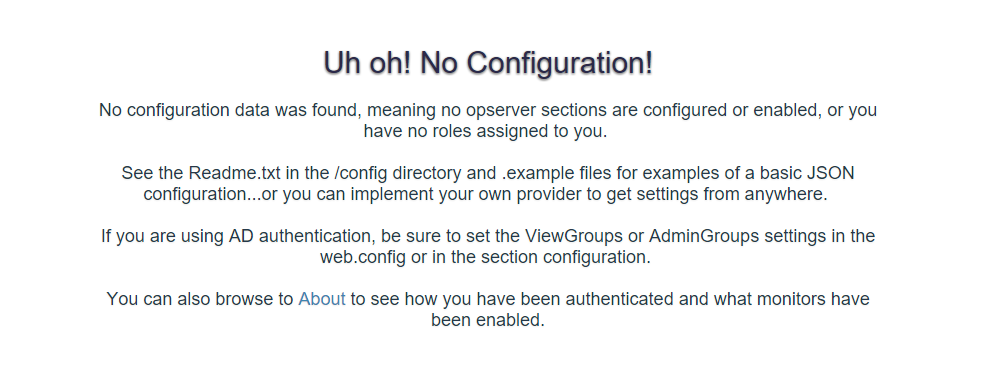 Uh oh! No Configuration!
No configuration data was found, meaning no opserver sections are configured or enabled, or you
have no roles assigned to you.
See the Readme.txt in the /config directory and .example files for examples of a basic JSON
configuration...or you can implement your own provider to get settings from anywhere.
If you are using AD authentication, be sure to set the ViewGroups or AdminGroups settings in the
web.config or in the section configuration.
You can also browse to About to see how you have been authenticated and what monitors have
been enabled.